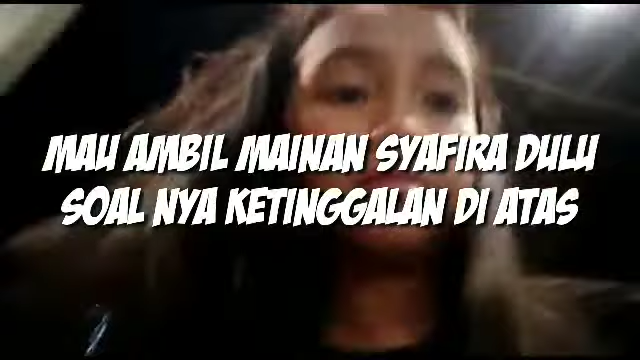 MAU AMBIL MAINAN SYAFIRA DULU
SOAL NYA KETINGGALAN DI ATAS